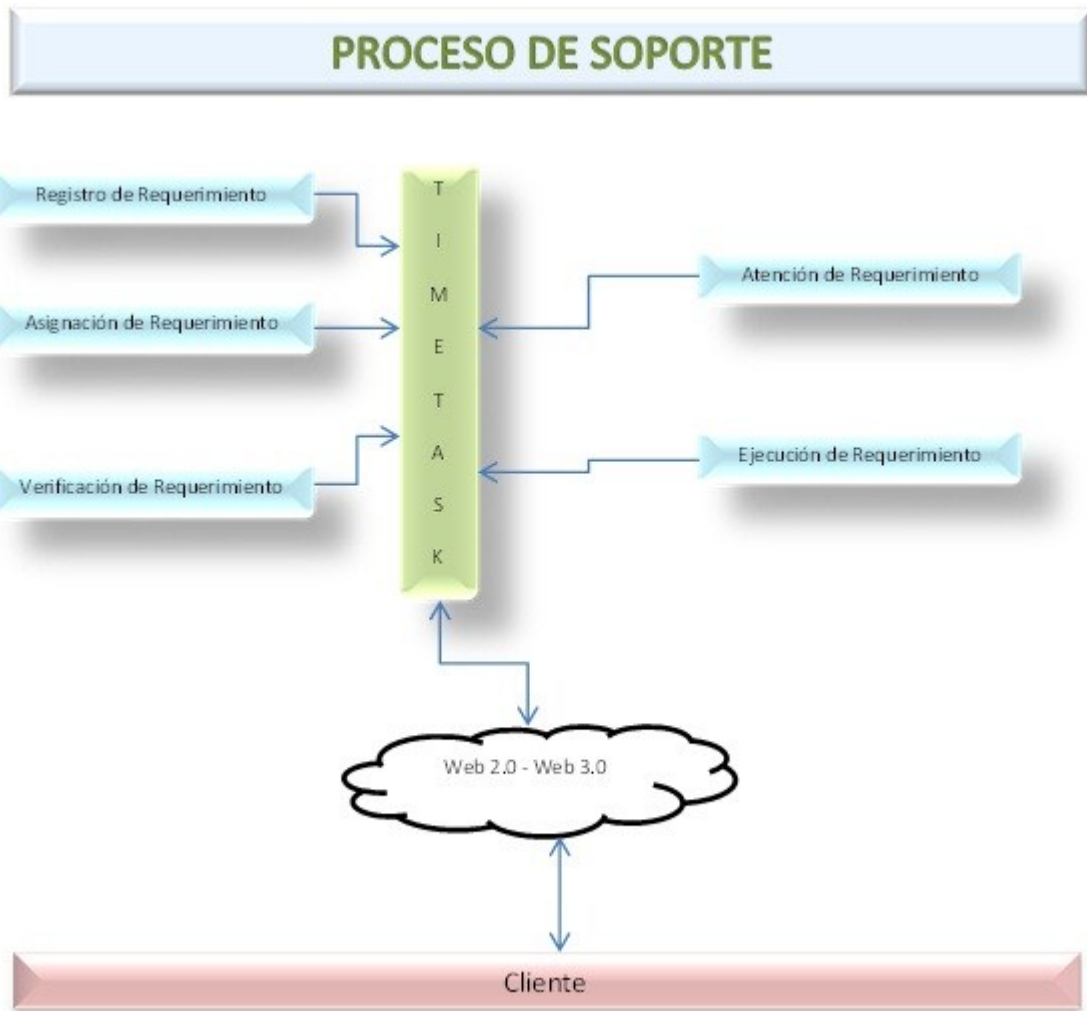 PROCESO DE SOPORTE
Registro de Requerimiento
Asignación de Requerimiento
Verificación de Requerimiento
TIMETASK
Atención de Requerimiento
Ejecución de Requerimiento
Web 2.0 - Web 3.0
Cliente